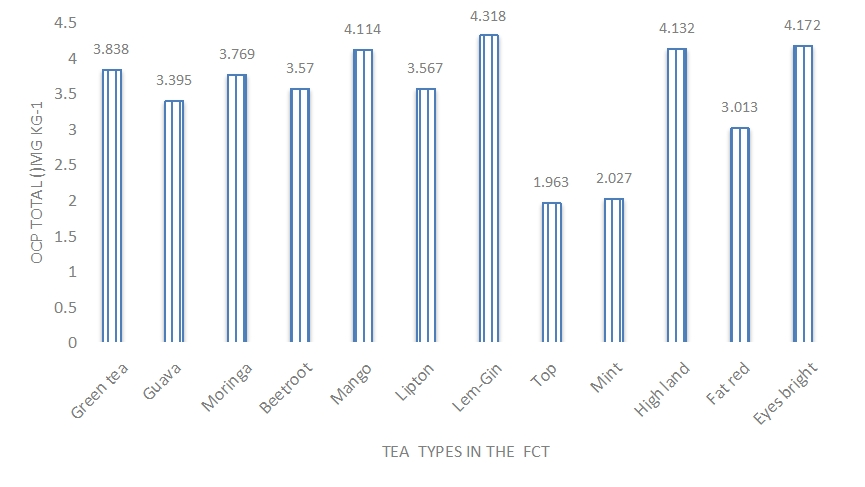 OCP TOTAL ()MG KG-1
4.5
4
3.5
3
2.5
2
1.5
1
0.5
0
3.838
3.395
3.769
3.57
4.114
3.567
4.318
1.963
2.027
4.132
3.013
4.172
Green tea
Guava
Moringa
Beetroot
Mango
Lipton
Lem-Gin
Top
Mint
High land
Fat red
Eyes bright
TEA TYPES IN THE FCT